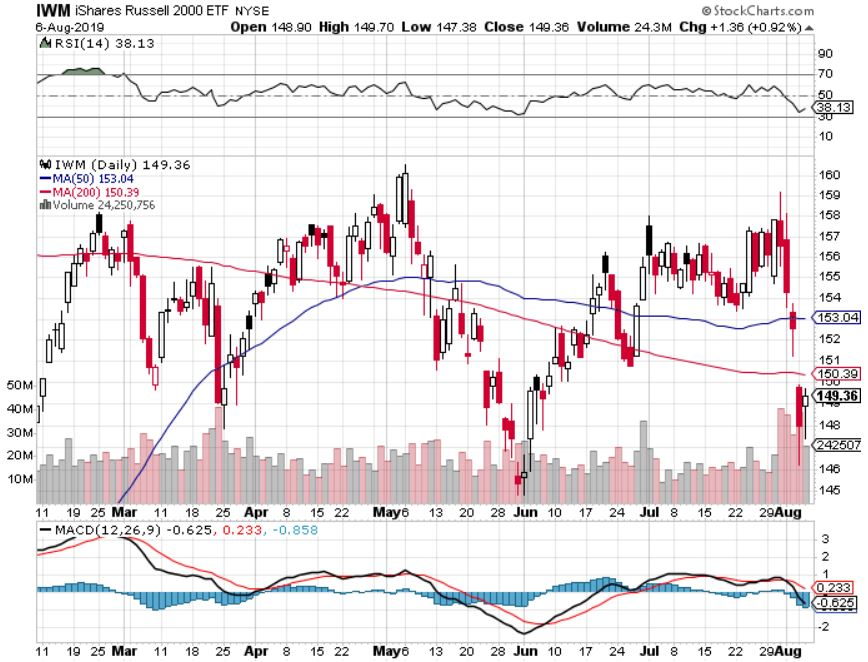 IWM iShares Russell 2000 ETF NYSE © StockCharts.com
6-Aug-2019 Open 148.90 High 149.70 Low 147.38 Close 149.36 Volume 24.3M Chg +1.36 (+0.92%)
RSI(14) 38.13
90
70
50
38.13
30
10
IWM (Daily) 149.36
MA(50) 153.04
MA(200) 150.39
Volume 24,250,756
160
159
158
157
156
155
154
153.04
152
151
150.39
150
149.36
148
242507
146
145
50M
40M
30M
20M
10M
11 19 25 Mar 11 18 25 Apr 8 15 22 May 6 13 20 28 Jun 10 17 24 Jul 8 15 22 29 Aug
MACD(12,26,9) -0.625, 0.233, -0.858
3
2
1
0.233
-0.625
-2
11 19 25 Mar 11 18 25 Apr 8 15 22 May 6 13 20 28 Jun 10 17 24 Jul 8 15 22 29 Aug